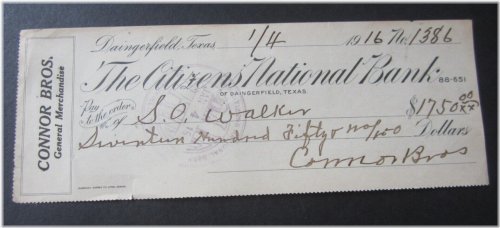 CONNOR BROS.
General Merchandise
Daingerfield, Texas, 1/4 1916 No. 1386
The Citizens National Bank 88-651
OF DAINGERFIELD, TEXAS.
Pay to the order of S.O. Walker $1750 00/xx
Seventeen Hundred Fifty & no/100 Dollars
Connor Bros